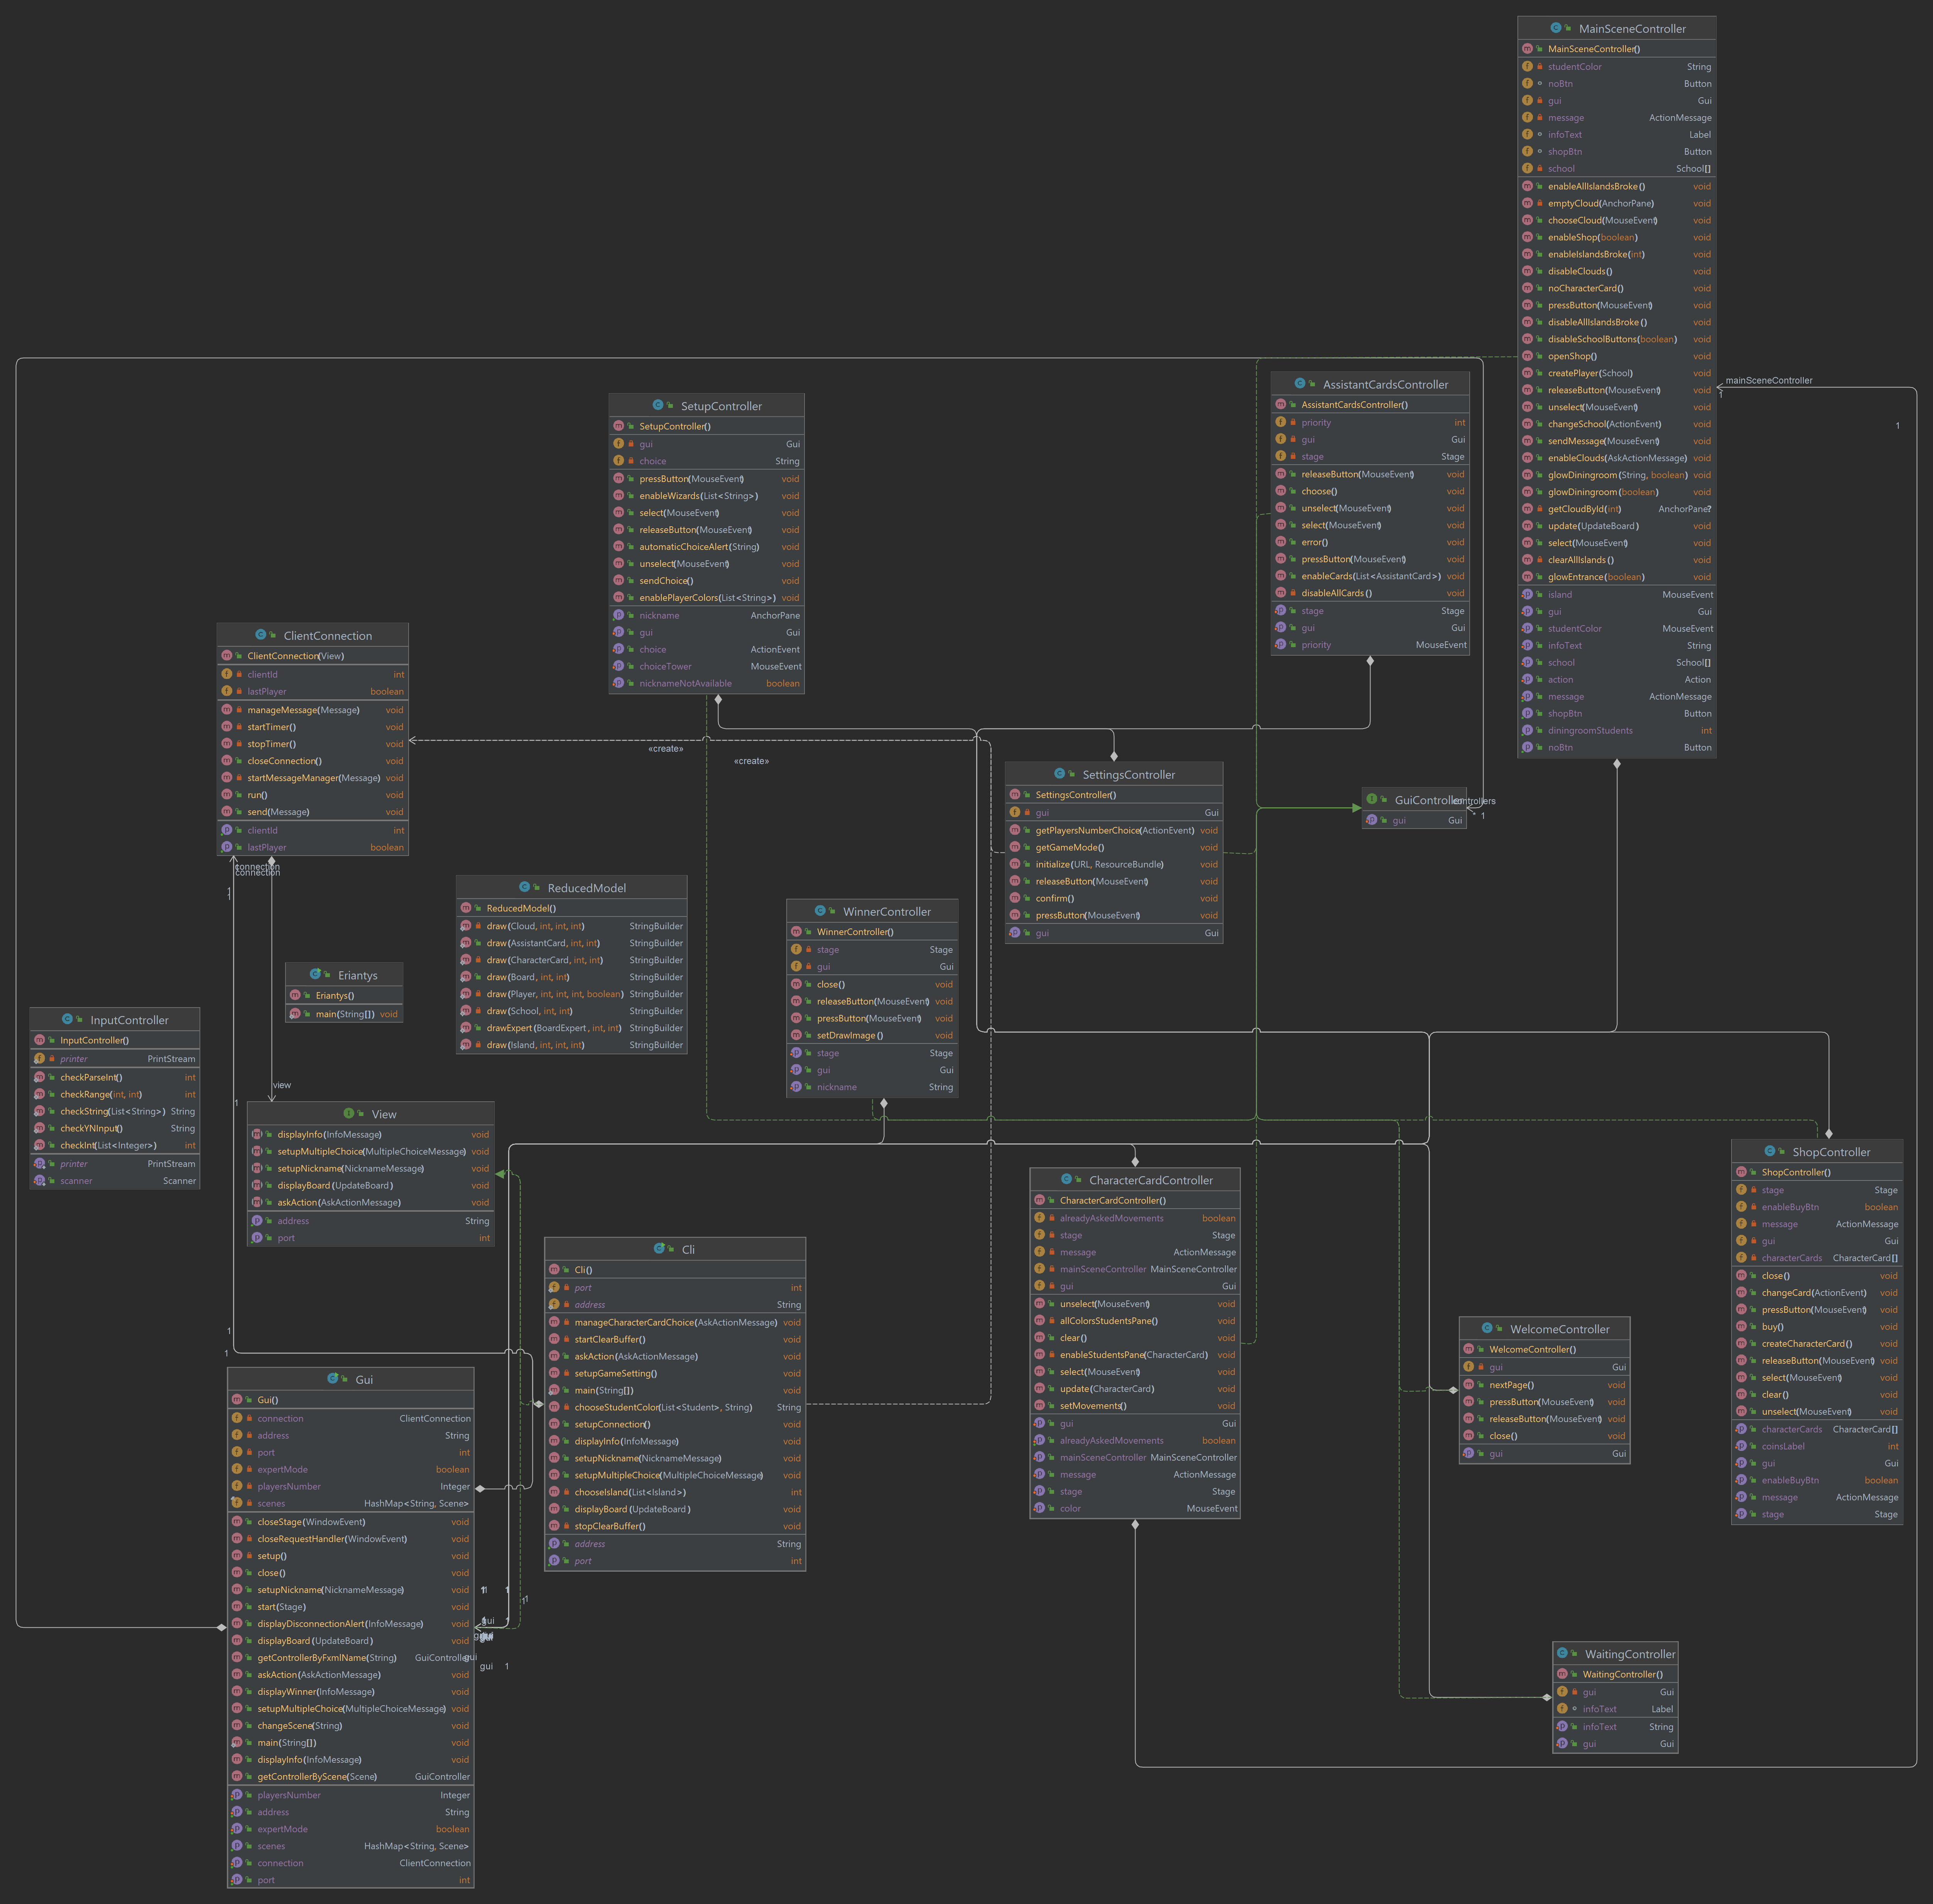 MainSceneController
MainSceneController()
studentColor String
noBtn Button
gui Gui
message ActionMessage
infoText Label
shopBtn Button
school School[]
enableAllIslandsBroke() void
emptyCloud(AnchorPane) void
chooseCloud(MouseEvent) void
enableShop(boolean) void
enableIslandsBroke(int) void
disableClouds() void
noCharacterCard() void
pressButton(MouseEvent) void
disableAllIslandsBroke() void
disableSchoolButtons(boolean) void
openShop() void
createPlayer(School) void
releaseButton(MouseEvent) void
unselect(MouseEvent) void
changeSchool(ActionEvent) void
sendMessage(MouseEvent) void
enableClouds(AskActionMessage) void
glowDiningroom(String, boolean) void
glowDiningroom(boolean) void
getCloudById(int) AnchorPane?
update(UpdateBoard) void
select(MouseEvent) void
clearAllIslands() void
glowEntrance(boolean) void
island MouseEvent
gui Gui
studentColor MouseEvent
infoText String
school School[]
action Action
message ActionMessage
shopBtn Button
diningroomStudents int
noBtn Button
mainSceneController
1
1
AssistantCardsController
AssistantCardsController()
priority int
gui Gui
stage Stage
releaseButton(MouseEvent) void
choose() void
unselect(MouseEvent) void
select(MouseEvent) void
error() void
pressButton(MouseEvent) void
enableCards(List<AssistantCard>) void
disableAllCards() void
stage Stage
gui Gui
priority MouseEvent
SetupController
SetupController()
gui Gui
choice String
pressButton(MouseEvent) void
enableWizards(List<String>) void
select(MouseEvent) void
releaseButton(MouseEvent) void
automaticChoiceAlert(String) void
unselect(MouseEvent) void
sendChoice() void
enablePlayerColors(List<String>) void
nickname AnchorPane
gui Gui
choice ActionEvent
choiceTower MouseEvent
nicknameNotAvailable boolean
ClientConnection
ClientConnection(View)
clientId int
lastPlayer boolean
manageMessage(Message) void
startTimer() void
stopTimer() void
closeConnection() void
startMessageManager(Message) void
run() void
send(Message) void
clientId int
lastPlayer boolean
«create»
«create»
connection
connection
1
1
SettingsController
SettingsController()
gui Gui
getPlayersNumberChoice(ActionEvent) void
getGameMode() void
initialize(URL, ResourceBundle) void
releaseButton(MouseEvent) void
confirm() void
pressButton(MouseEvent) void
gui Gui
GuiController
controllers
gui Gui
1
ReducedModel
ReducedModel()
draw(Cloud, int, int, int) StringBuilder
draw(AssistantCard, int, int) StringBuilder
draw(CharacterCard, int, int) StringBuilder
draw(Board, int, int) StringBuilder
draw(Player, int, int, int, boolean) StringBuilder
draw(School, int, int) StringBuilder
drawExpert(BoardExpert, int, int) StringBuilder
draw(Island, int, int, int) StringBuilder
WinnerController
WinnerController()
stage Stage
gui Gui
close() void
releaseButton(MouseEvent) void
pressButton(MouseEvent) void
setDrawImage() void
stage Stage
gui Gui
nickname String
Eriantys
Eriantys()
main(String[]) void
InputController
InputController()
printer PrintStream
checkParseInt() int
checkRange(int, int) int
checkString(List<String>) String
checkYNInput() String
checkInt(List<Integer>) int
printer PrintStream
scanner Scanner
view
1
View
displayInfo(InfoMessage) void
setupMultipleChoice(MultipleChoiceMessage) void
setupNickname(NicknameMessage) void
displayBoard(UpdateBoard) void
askAction(AskActionMessage) void
address String
port int
1
1
Cli
Cli()
port int
address String
manageCharacterCardChoice(AskActionMessage) void
startClearBuffer() void
askAction(AskActionMessage) void
setupGameSetting() void
main(String[]) void
chooseStudentColor(List<Student>, String) String
setupConnection() void
displayInfo(InfoMessage) void
setupNickname(NicknameMessage) void
setupMultipleChoice(MultipleChoiceMessage) void
chooseIsland(List<Island>) int
displayBoard(UpdateBoard) void
stopClearBuffer() void
address String
port int
CharacterCardController
CharacterCardController()
alreadyAskedMovements boolean
stage Stage
message ActionMessage
mainSceneController MainSceneController
gui Gui
unselect(MouseEvent) void
allColorsStudentsPane() void
clear() void
enableStudentsPane(CharacterCard) void
select(MouseEvent) void
update(CharacterCard) void
setMovements() void
gui Gui
alreadyAskedMovements boolean
mainSceneController MainSceneController
message ActionMessage
stage Stage
color MouseEvent
ShopController
ShopController()
stage Stage
enableBuyBtn boolean
message ActionMessage
gui Gui
characterCards CharacterCard[]
close() void
changeCard(ActionEvent) void
pressButton(MouseEvent) void
buy() void
createCharacterCard() void
releaseButton(MouseEvent) void
select(MouseEvent) void
clear() void
unselect(MouseEvent) void
characterCards CharacterCard[]
coinsLabel int
gui Gui
enableBuyBtn boolean
message ActionMessage
stage Stage
WelcomeController
WelcomeController()
gui Gui
nextPage() void
pressButton(MouseEvent) void
releaseButton(MouseEvent) void
close() void
gui Gui
Gui
Gui()
connection ClientConnection
address String
port int
expertMode boolean
playersNumber Integer
scenes HashMap<String, Scene>
closeStage(WindowEvent) void
closeRequestHandler(WindowEvent) void
setup() void
close() void
setupNickname(NicknameMessage) void
start(Stage) void
displayDisconnectionAlert(InfoMessage) void
displayBoard(UpdateBoard) void
getControllerByFxmlName(String) GuiController
askAction(AskActionMessage) void
displayWinner(InfoMessage) void
setupMultipleChoice(MultipleChoiceMessage) void
changeScene(String) void
main(String[]) void
displayInfo(InfoMessage) void
getControllerByScene(Scene) GuiController
playersNumber Integer
address String
expertMode boolean
scenes HashMap<String, Scene>
connection ClientConnection
port int
1
1
gui
gui
gui
gui 1
WaitingController
WaitingController()
gui Gui
infoText Label
infoText String
gui Gui